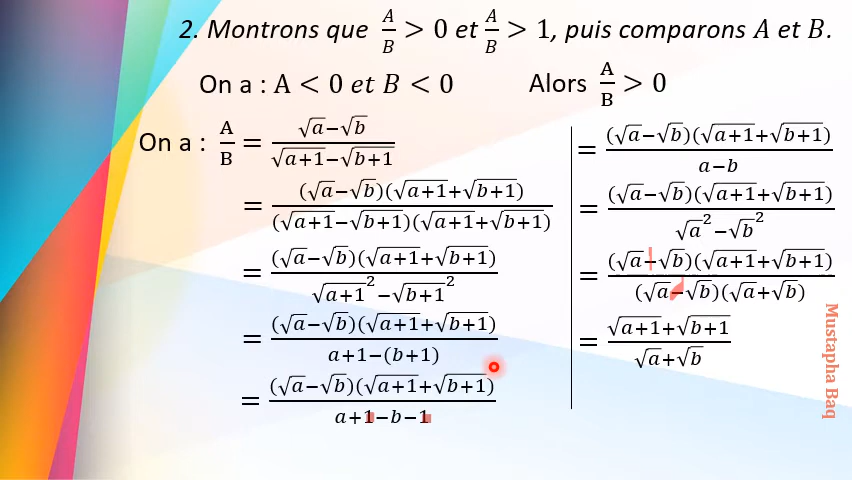 2. Montrons que A/B > 0 et A/B > 1, puis comparons A et B.
On a : A < 0 et B < 0 Alors A/B > 0
On a : A/B = (√a−√b)/(√(a+1)−√(b+1))
= (√a−√b)(√(a+1)+√(b+1))/((√(a+1)−√(b+1))(√(a+1)+√(b+1)))
= (√a−√b)(√(a+1)+√(b+1))/(√(a+1)²−√(b+1)²)
= (√a−√b)(√(a+1)+√(b+1))/(a+1−(b+1))
= (√a−√b)(√(a+1)+√(b+1))/(a+1−b−1)
= (√a−√b)(√(a+1)+√(b+1))/(a−b)
= (√a−√b)(√(a+1)+√(b+1))/(√a²−√b²)
= (√a−√b)(√(a+1)+√(b+1))/((√a−√b)(√a+√b))
= (√(a+1)+√(b+1))/(√a+√b)
Mustapha Baq